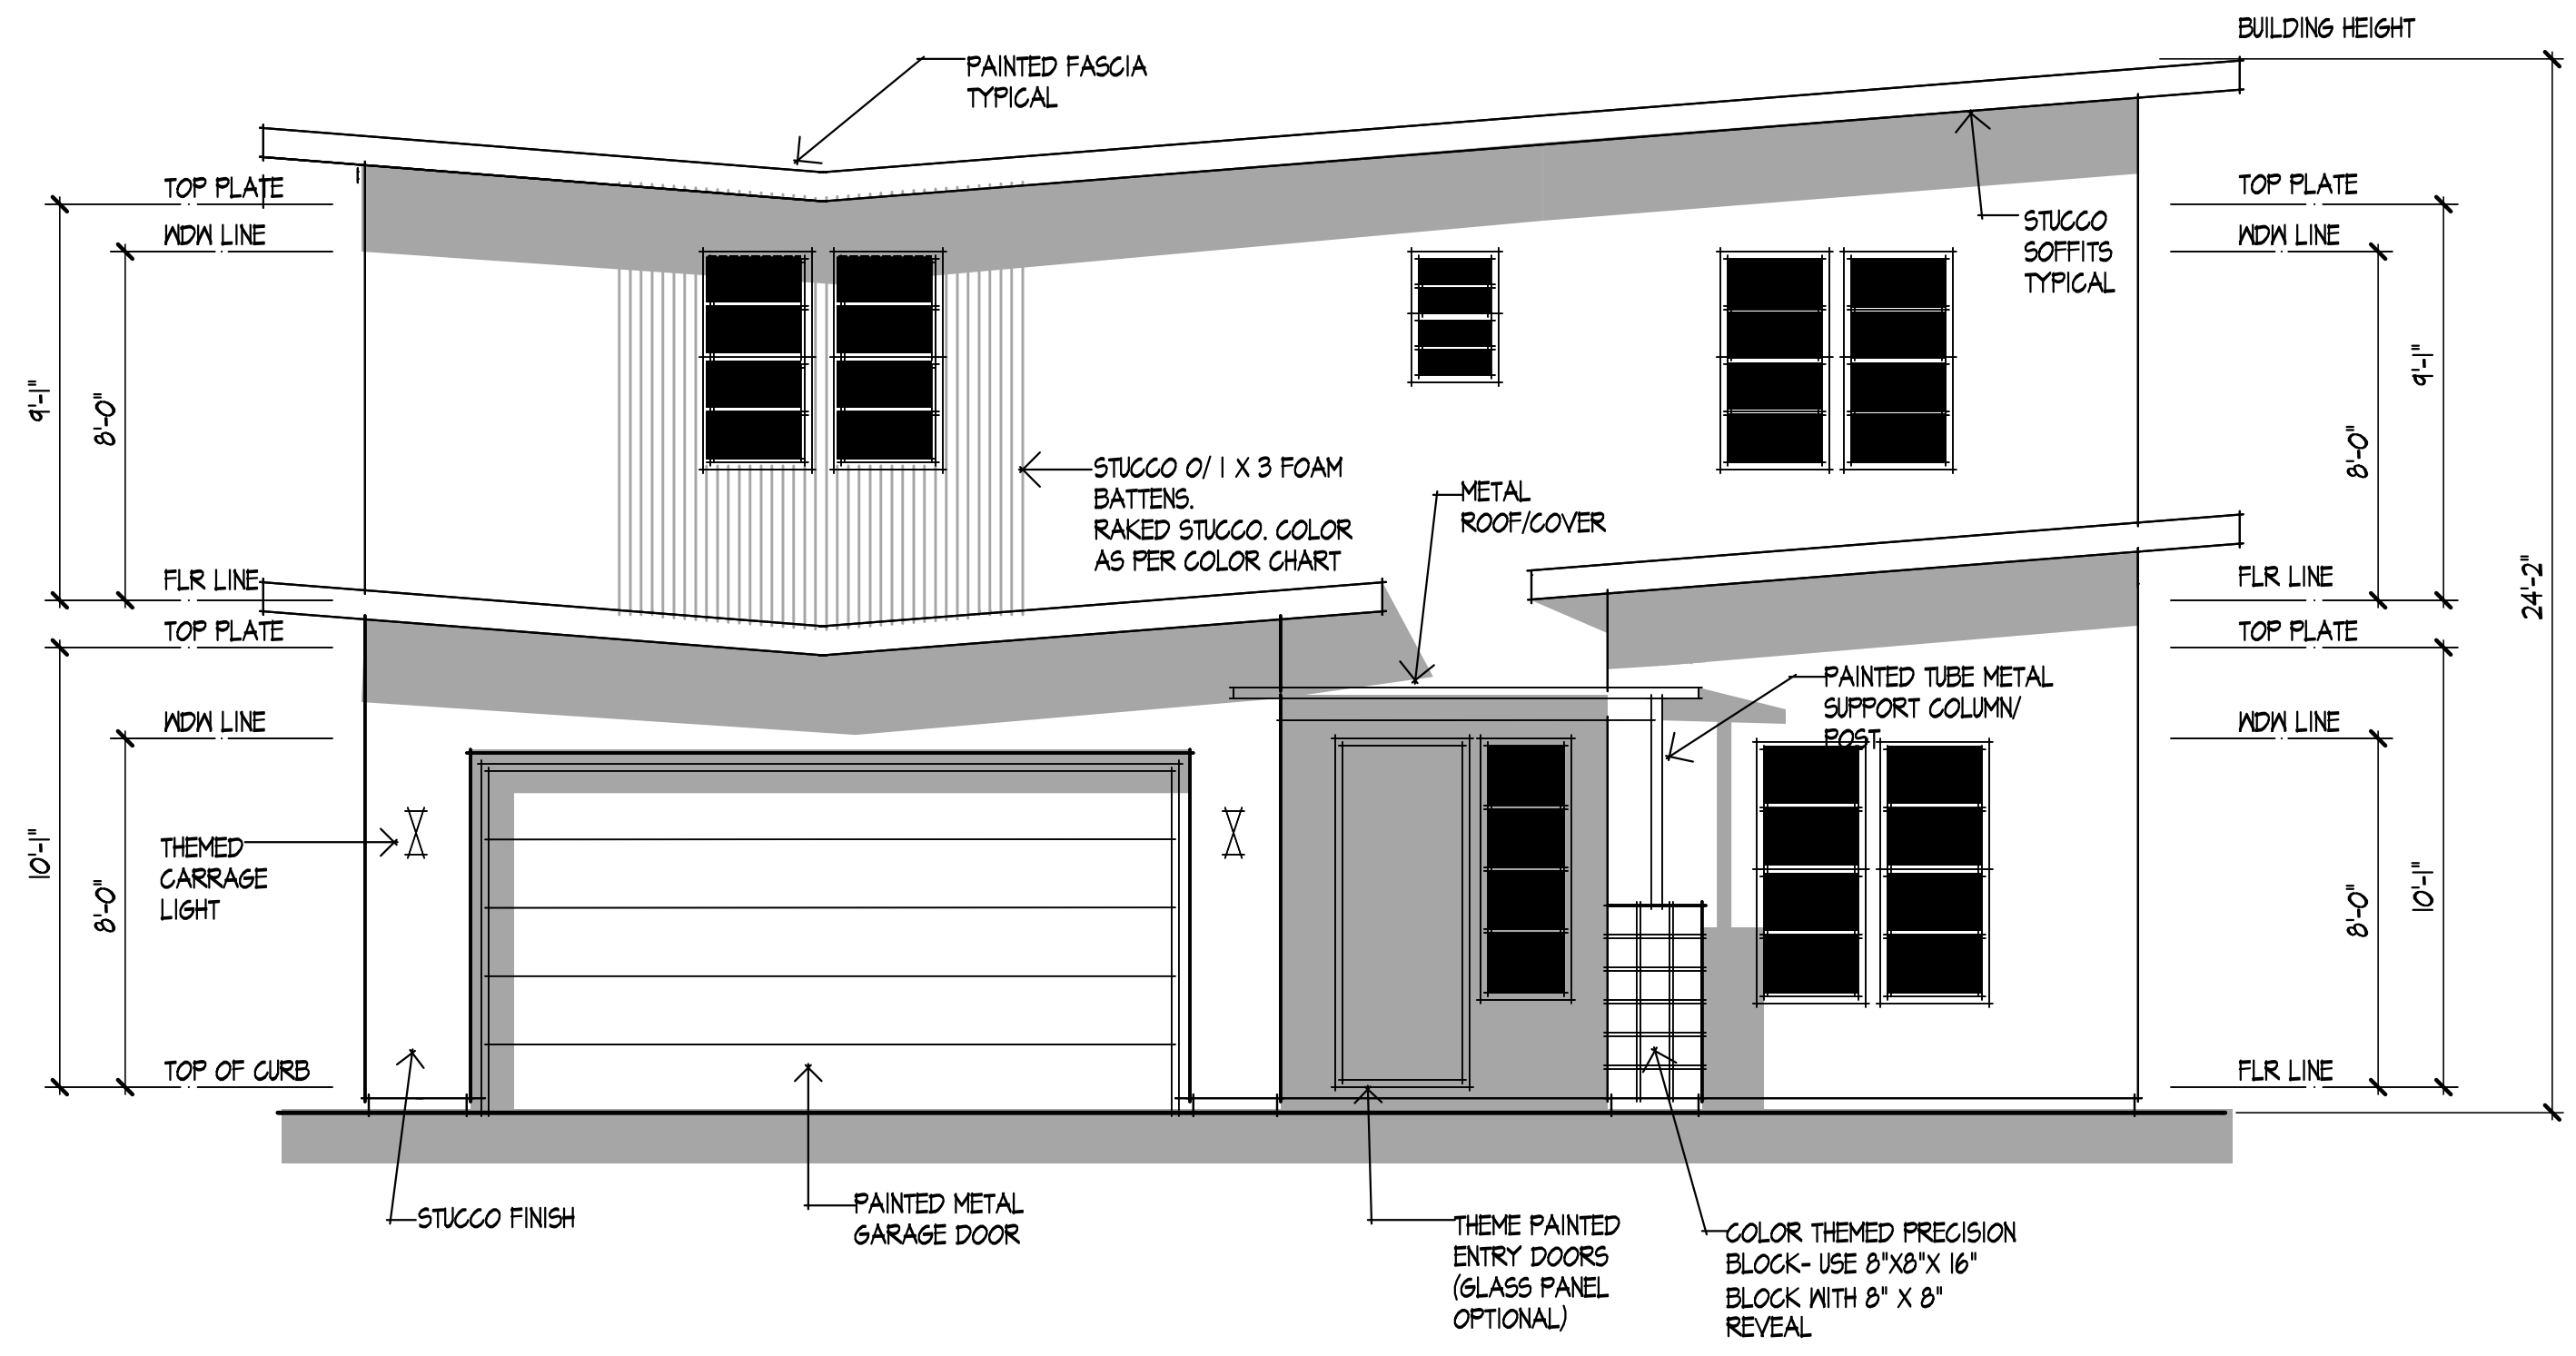 BUILDING HEIGHT
PAINTED FASCIA
TYPICAL
TOP PLATE
WDW LINE
TOP PLATE
WDW LINE
STUCCO
SOFFITS
TYPICAL
9'-1"
8'-0"
9'-1"
8'-0"
STUCCO O/ 1 X 3 FOAM
BATTENS.
RAKED STUCCO. COLOR
AS PER COLOR CHART
METAL
ROOF/COVER
24'-2"
FLR LINE
TOP PLATE
FLR LINE
TOP PLATE
PAINTED TUBE METAL
SUPPORT COLUMN/
POST
WDW LINE
WDW LINE
10'-1"
8'-0"
THEMED
CARRAGE
LIGHT
10'-1"
8'-0"
TOP OF CURB
FLR LINE
STUCCO FINISH
PAINTED METAL
GARAGE DOOR
THEME PAINTED
ENTRY DOORS
(GLASS PANEL
OPTIONAL)
COLOR THEMED PRECISION
BLOCK- USE 8"X8"X 16"
BLOCK WITH 8" X 8"
REVEAL